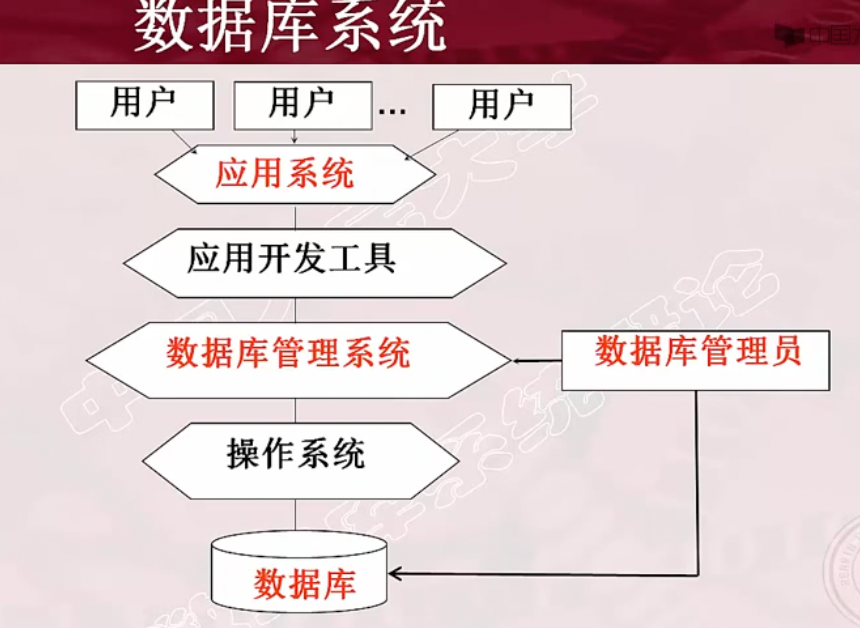 数据库系统
用户 用户 … 用户
应用系统
应用开发工具
数据库管理系统 数据库管理员
操作系统
数据库